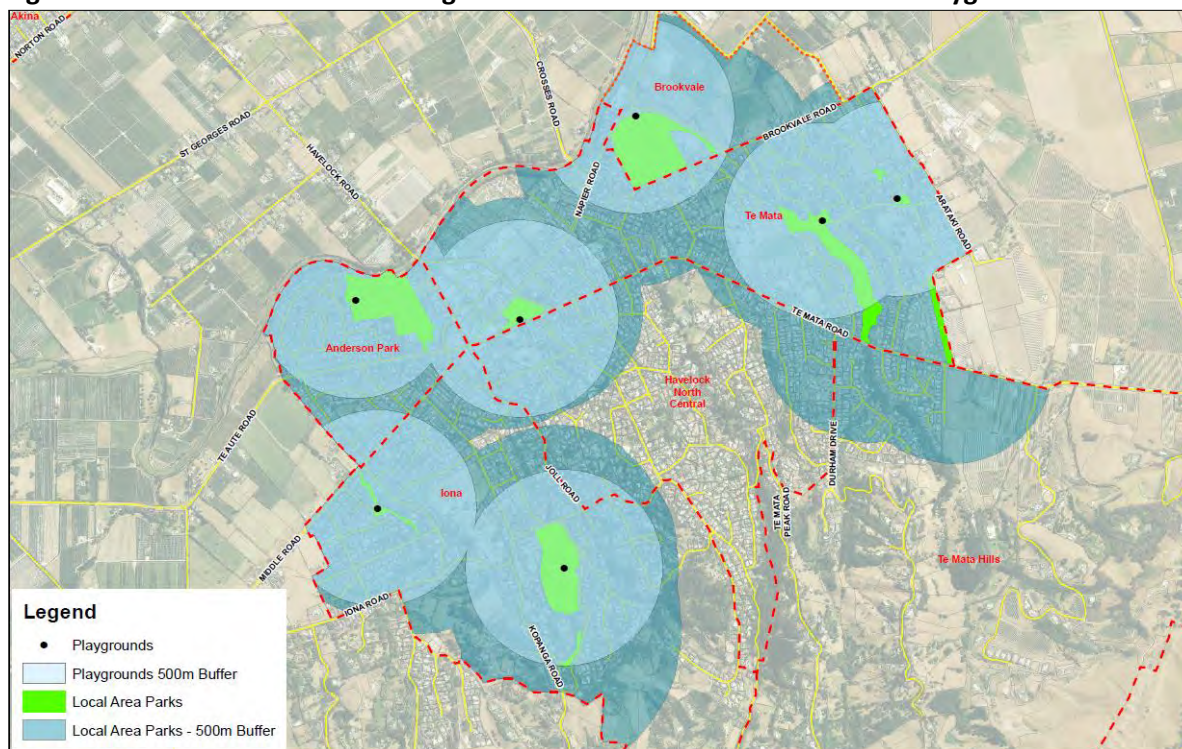 Akina
NORTON ROAD
CROSSES ROAD
Brookvale
ST GEORGES ROAD
HAVELOCK ROAD
BROOKVALE ROAD
NAPIER ROAD
Te Mata
ARATAKI ROAD
TE MATA ROAD
Anderson Park
Havelock
North
Central
TE AUTE ROAD
DURHAM DRIVE
Iona
JOLL ROAD
TE MATA
PEAK ROAD
MIDDLE ROAD
Te Mata Hills
IONA ROAD
KOPANGA ROAD
Legend
Playgrounds
Playgrounds 500m Buffer
Local Area Parks
Local Area Parks - 500m Buffer